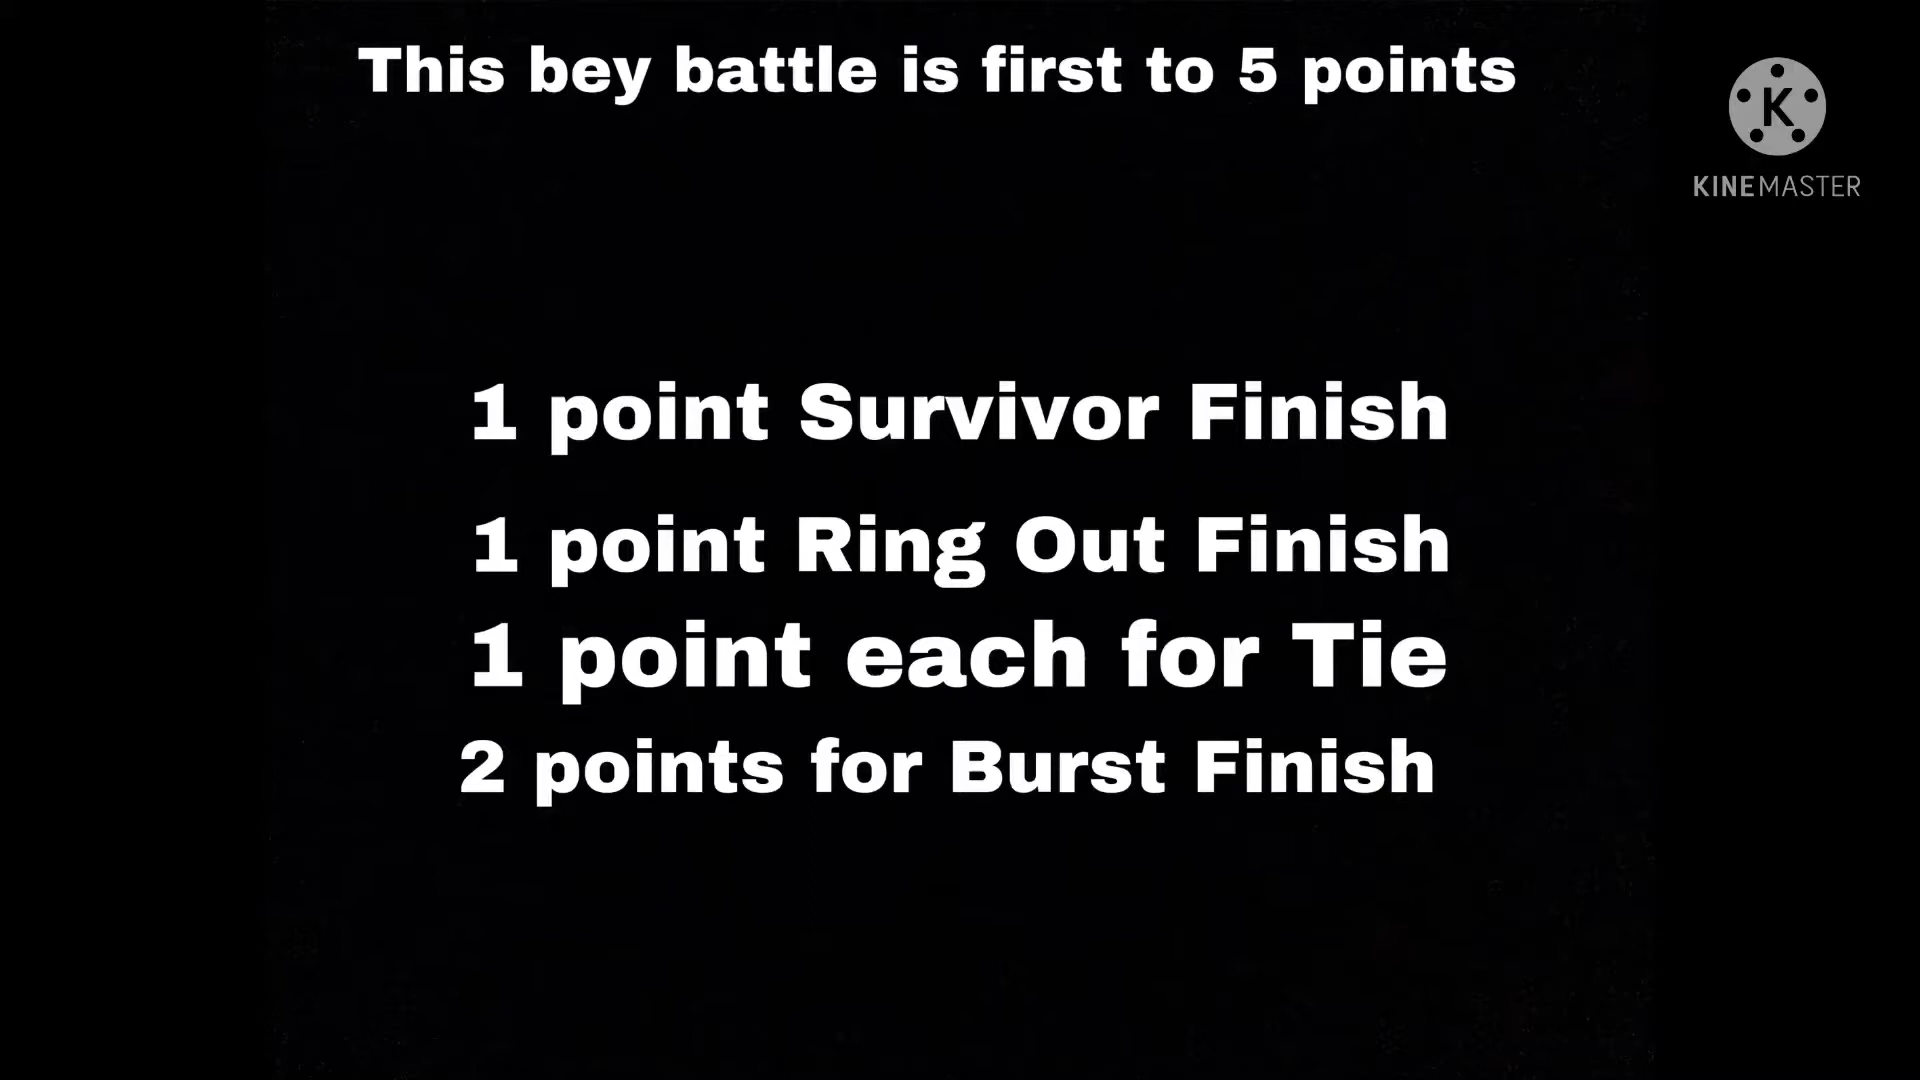 This bey battle is first to 5 points
K
KINEMASTER
1 point Survivor Finish
1 point Ring Out Finish
1 point each for Tie
2 points for Burst Finish